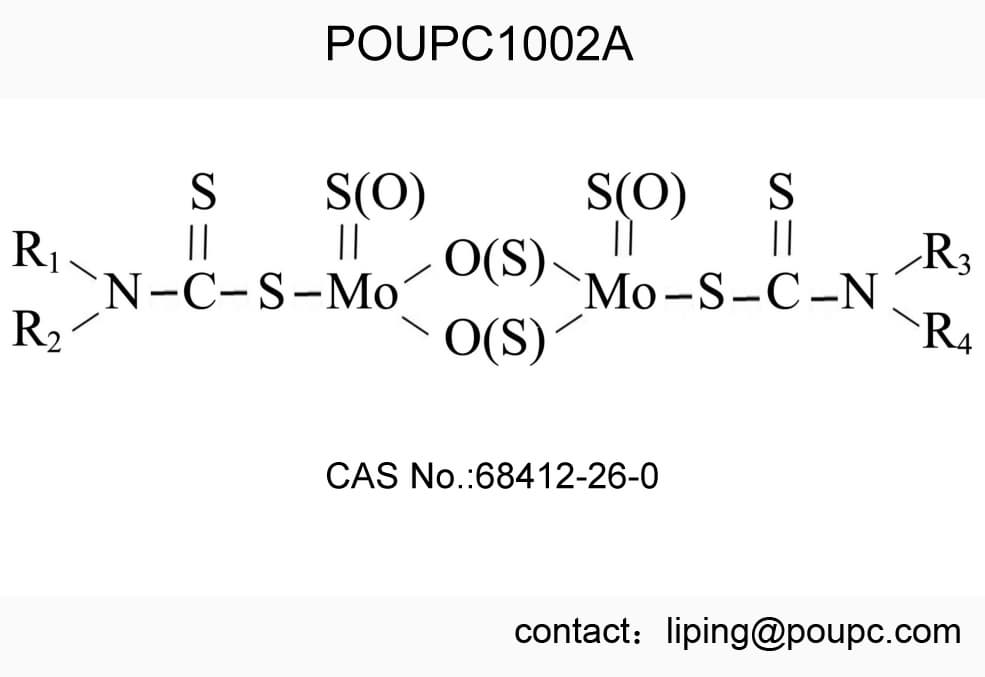 POUPC1002A
S S(O) S(O) S
R1 O(S) R3
N–C–S–Mo Mo–S–C–N
R2 O(S) R4
CAS No.:68412-26-0
contact：liping@poupc.com